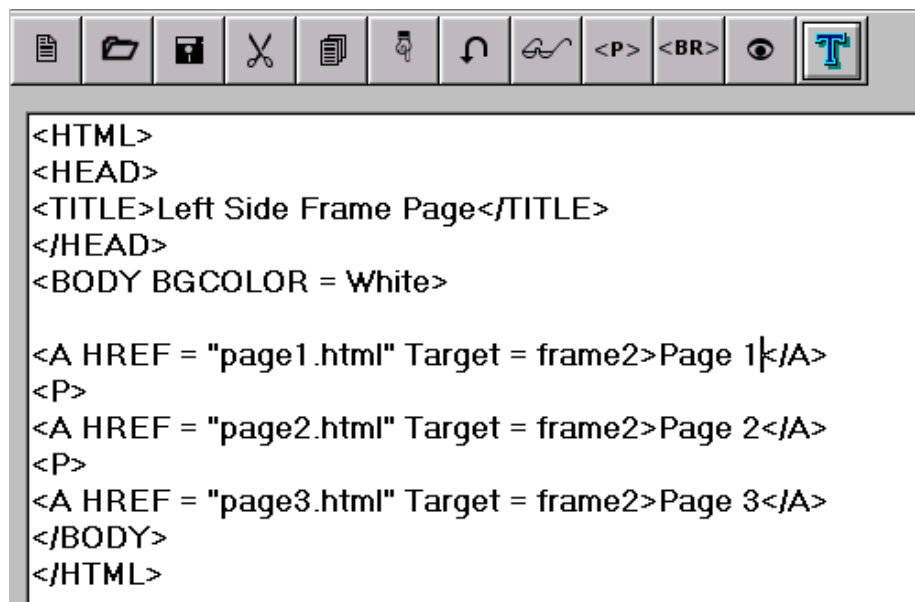 <P> <BR> T
<HTML>
<HEAD>
<TITLE>Left Side Frame Page</TITLE>
</HEAD>
<BODY BGCOLOR = White>
<A HREF = "page1.html" Target = frame2>Page 1</A>
<P>
<A HREF = "page2.html" Target = frame2>Page 2</A>
<P>
<A HREF = "page3.html" Target = frame2>Page 3</A>
</BODY>
</HTML>